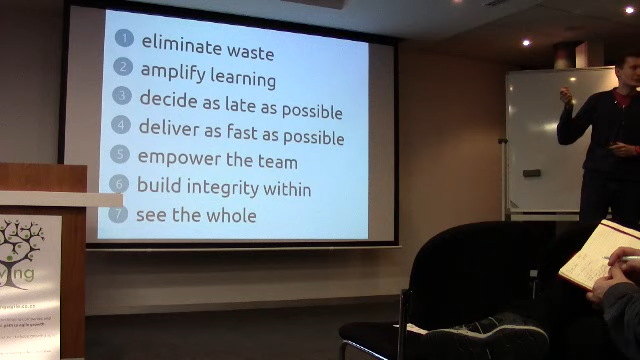 1 eliminate waste
2 amplify learning
3 decide as late as possible
4 deliver as fast as possible
5 empower the team
6 build integrity within
7 see the whole